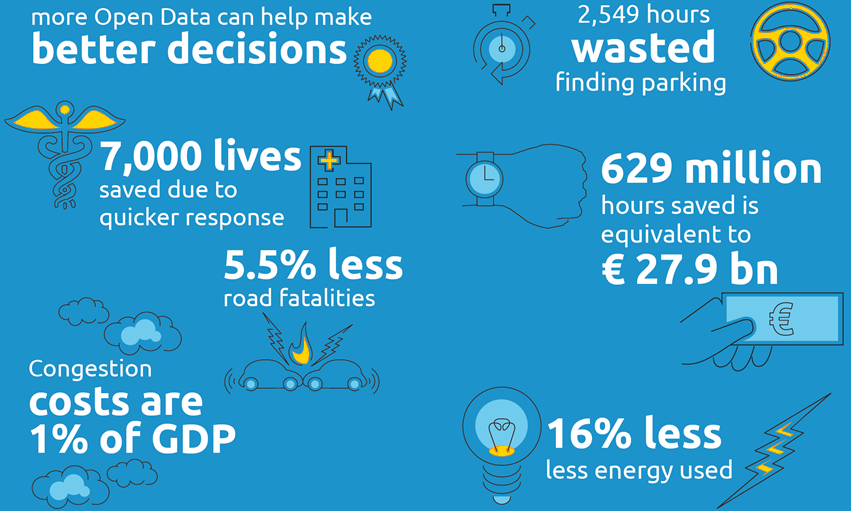 more Open Data can help make
better decisions
2,549 hours
wasted
finding parking
7,000 lives
saved due to
quicker response
629 million
hours saved is
equivalent to
€ 27.9 bn
5.5% less
road fatalities
€
Congestion
costs are
1% of GDP
16% less
less energy used